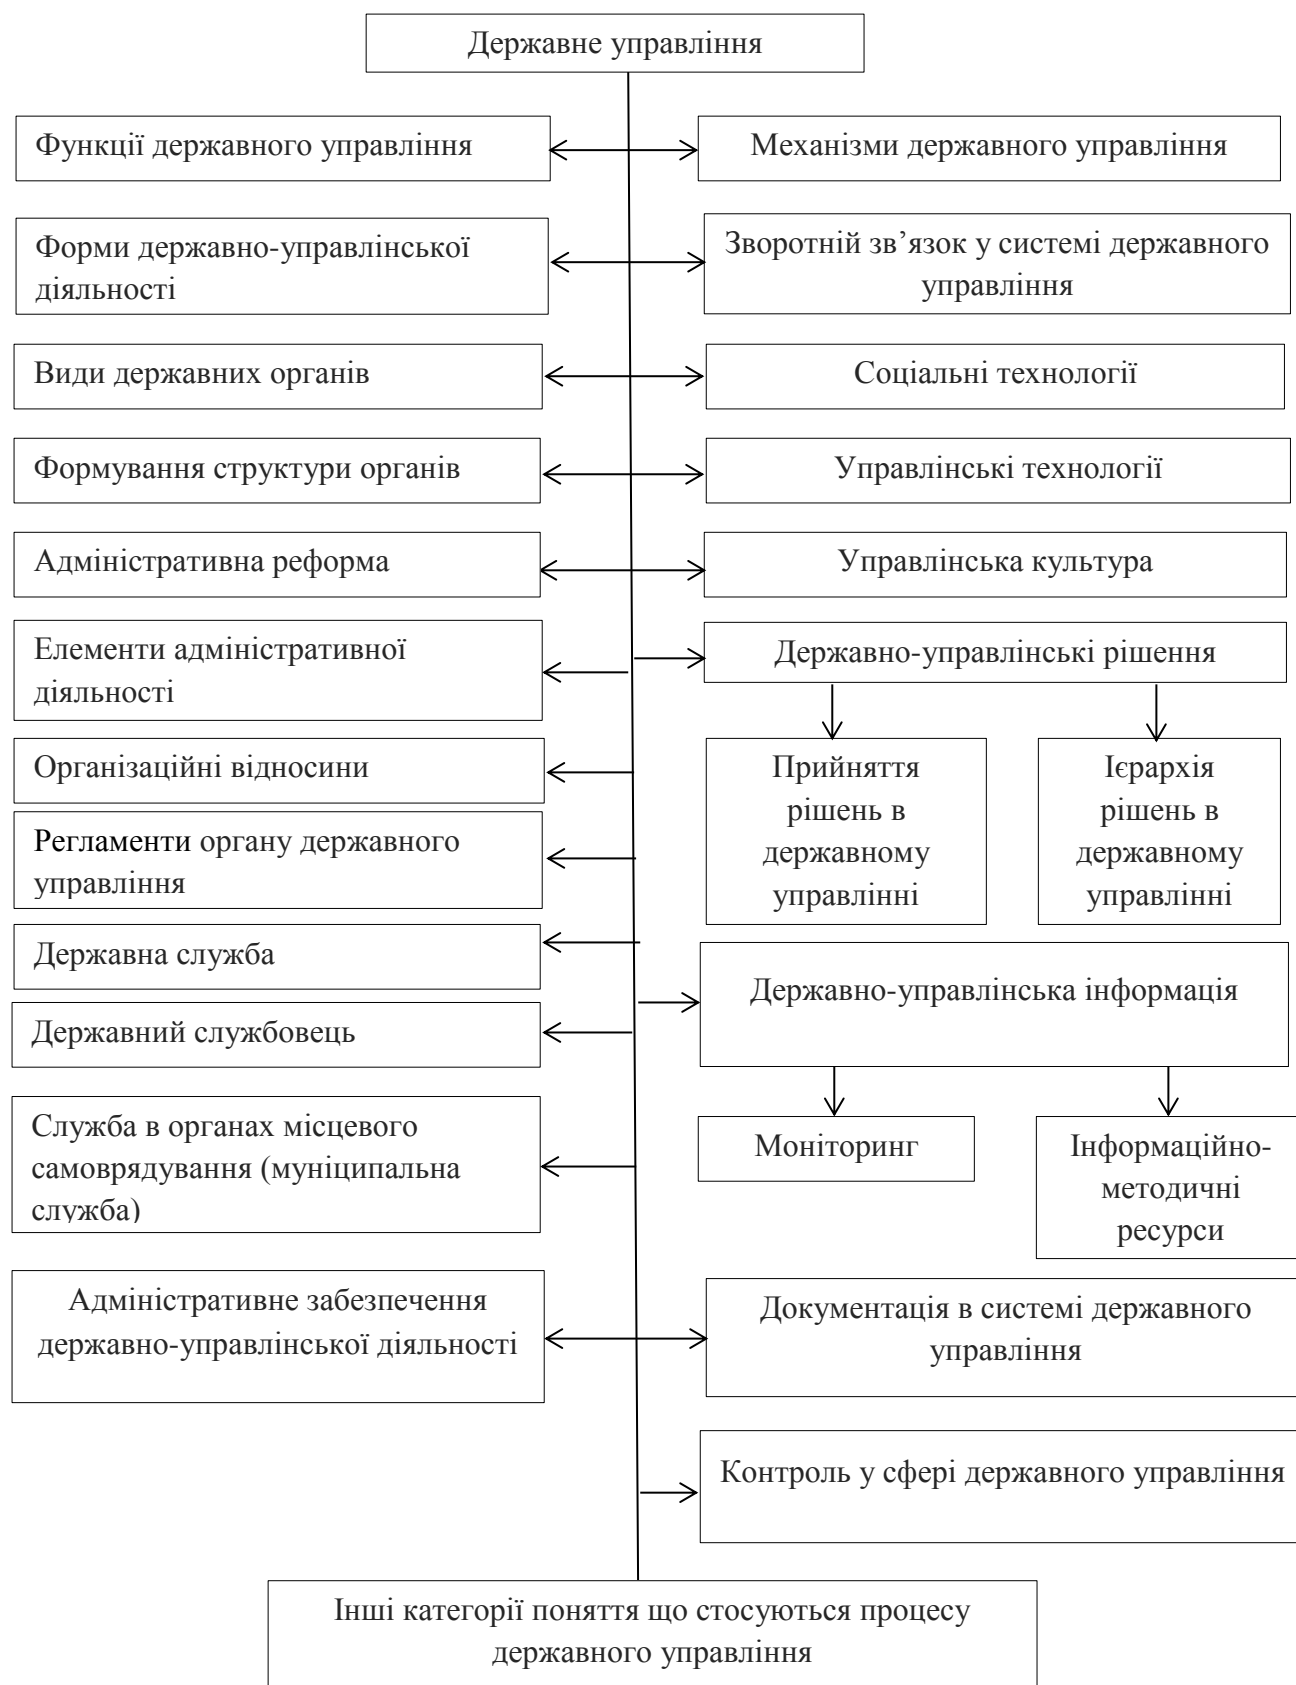 Державне управління
Функції державного управління
Механізми державного управління
Форми державно-управлінської
діяльності
Зворотній зв’язок у системі державного
управління
Види державних органів
Соціальні технології
Формування структури органів
Управлінські технології
Адміністративна реформа
Управлінська культура
Елементи адміністративної
діяльності
Державно-управлінські рішення
Організаційні відносини
Прийняття
рішень в
державному
управлінні
Ієрархія
рішень в
державному
управлінні
Регламенти органу державного
управління
Державна служба
Державно-управлінська інформація
Державний службовець
Служба в органах місцевого
самоврядування (муніципальна
служба)
Моніторинг
Інформаційно-
методичні
ресурси
Адміністративне забезпечення
державно-управлінської діяльності
Документація в системі державного
управління
Контроль у сфері державного управління
Інші категорії поняття що стосуються процесу
державного управління